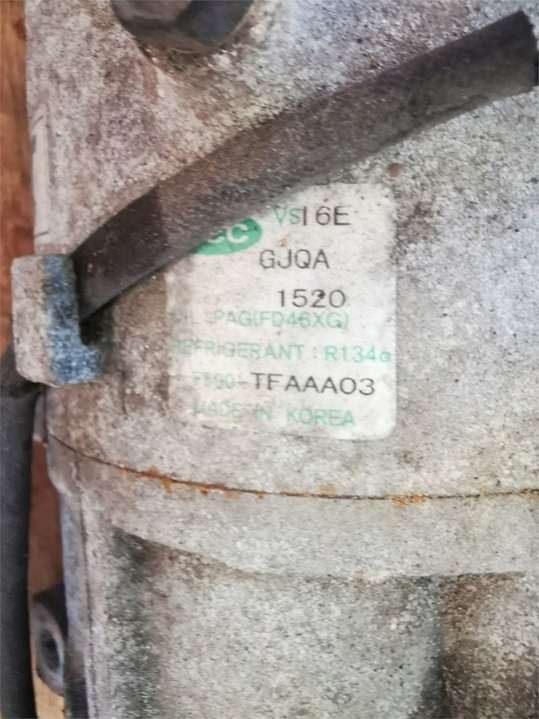 VS16E
GJQA
1520
PAG(FD46XG)
REFRIGERANT : R134a
TFAAA03
MADE IN KOREA